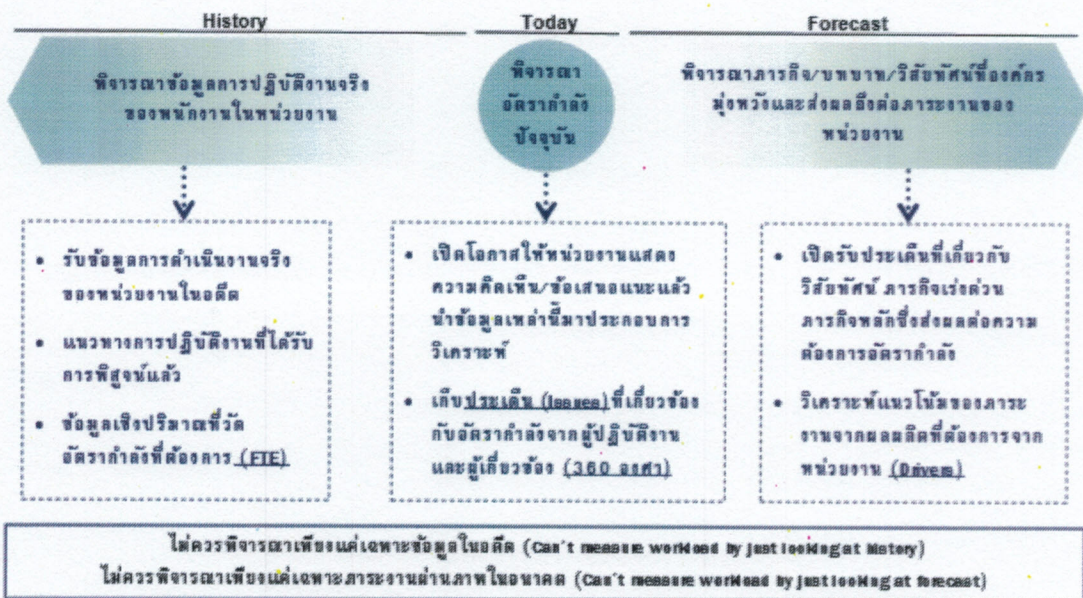 History
Today
Forecast
พิจารณาข้อมูลการปฏิบัติงานจริง
ของพนักงานในหน่วยงาน
พิจารณา
อัตรากำลัง
ปัจจุบัน
พิจารณาภารกิจ/บทบาท/วิสัยทัศน์ที่องค์กร
มุ่งหวังและส่งผลถึงต่อภาระงานของ
หน่วยงาน
• รับข้อมูลการดำเนินงานจริง
ของหน่วยงานในอดีต
• แนวทางการปฏิบัติงานที่ได้รับ
การพิสูจน์แล้ว
• ข้อมูลเชิงปริมาณที่วัด
อัตรากำลังที่ต้องการ (FTE)
• เปิดโอกาสให้หน่วยงานแสดง
ความคิดเห็น/ข้อเสนอแนะแล้ว
นำข้อมูลเหล่านี้มาประกอบการ
วิเคราะห์
• เก็บประเด็น (Issues) ที่เกี่ยวข้อง
กับอัตรากำลังจากผู้ปฏิบัติงาน
และผู้เกี่ยวข้อง (360 องศา)
• เปิดรับประเด็นที่เกี่ยวกับ
วิสัยทัศน์ ภารกิจเร่งด่วน
ภารกิจหลักซึ่งส่งผลต่อความ
ต้องการอัตรากำลัง
• วิเคราะห์แนวโน้มของภาระ
งานจากผลผลิตที่ต้องการจาก
หน่วยงาน (Drivers)
ไม่ควรพิจารณาเพียงแค่เฉพาะข้อมูลในอดีต (Can't measure workload by just looking at history)
ไม่ควรพิจารณาเพียงแค่เฉพาะภาระงานผ่านภาพในอนาคต (Can't measure workload by just looking at forecast)